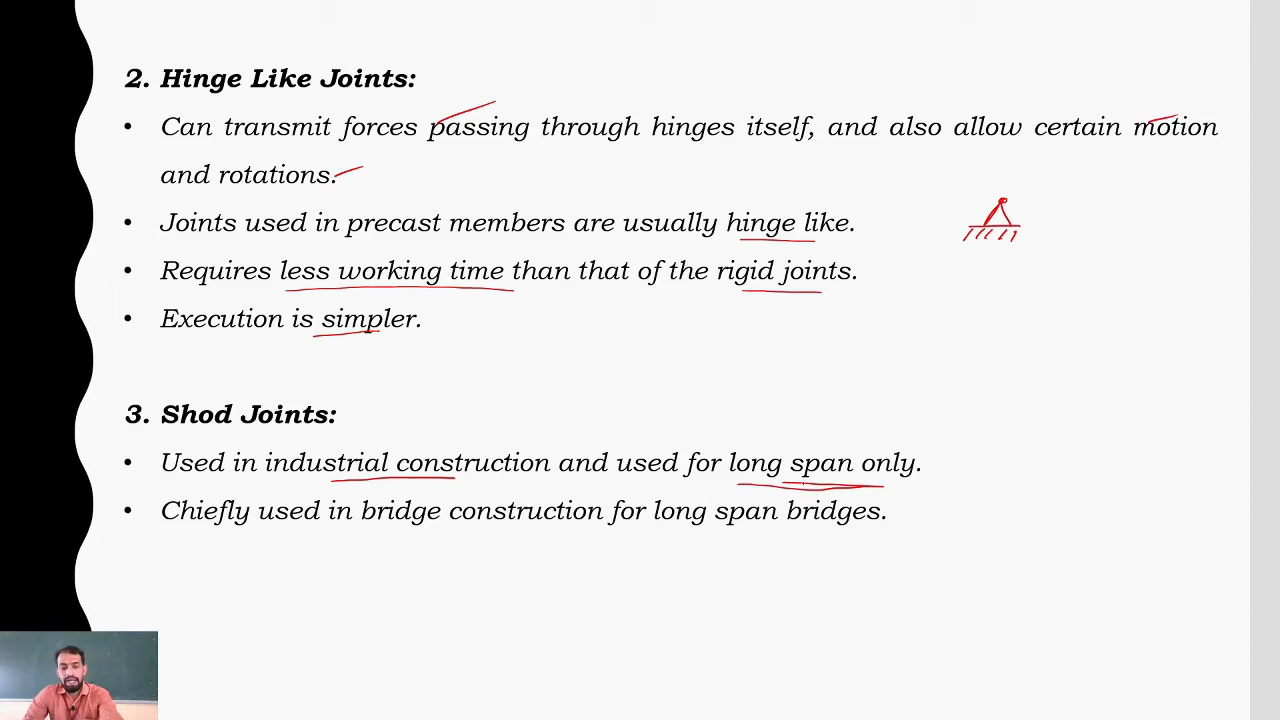 2. Hinge Like Joints:
• Can transmit forces passing through hinges itself, and also allow certain motion
and rotations.
• Joints used in precast members are usually hinge like.
• Requires less working time than that of the rigid joints.
• Execution is simpler.
3. Shod Joints:
• Used in industrial construction and used for long span only.
• Chiefly used in bridge construction for long span bridges.